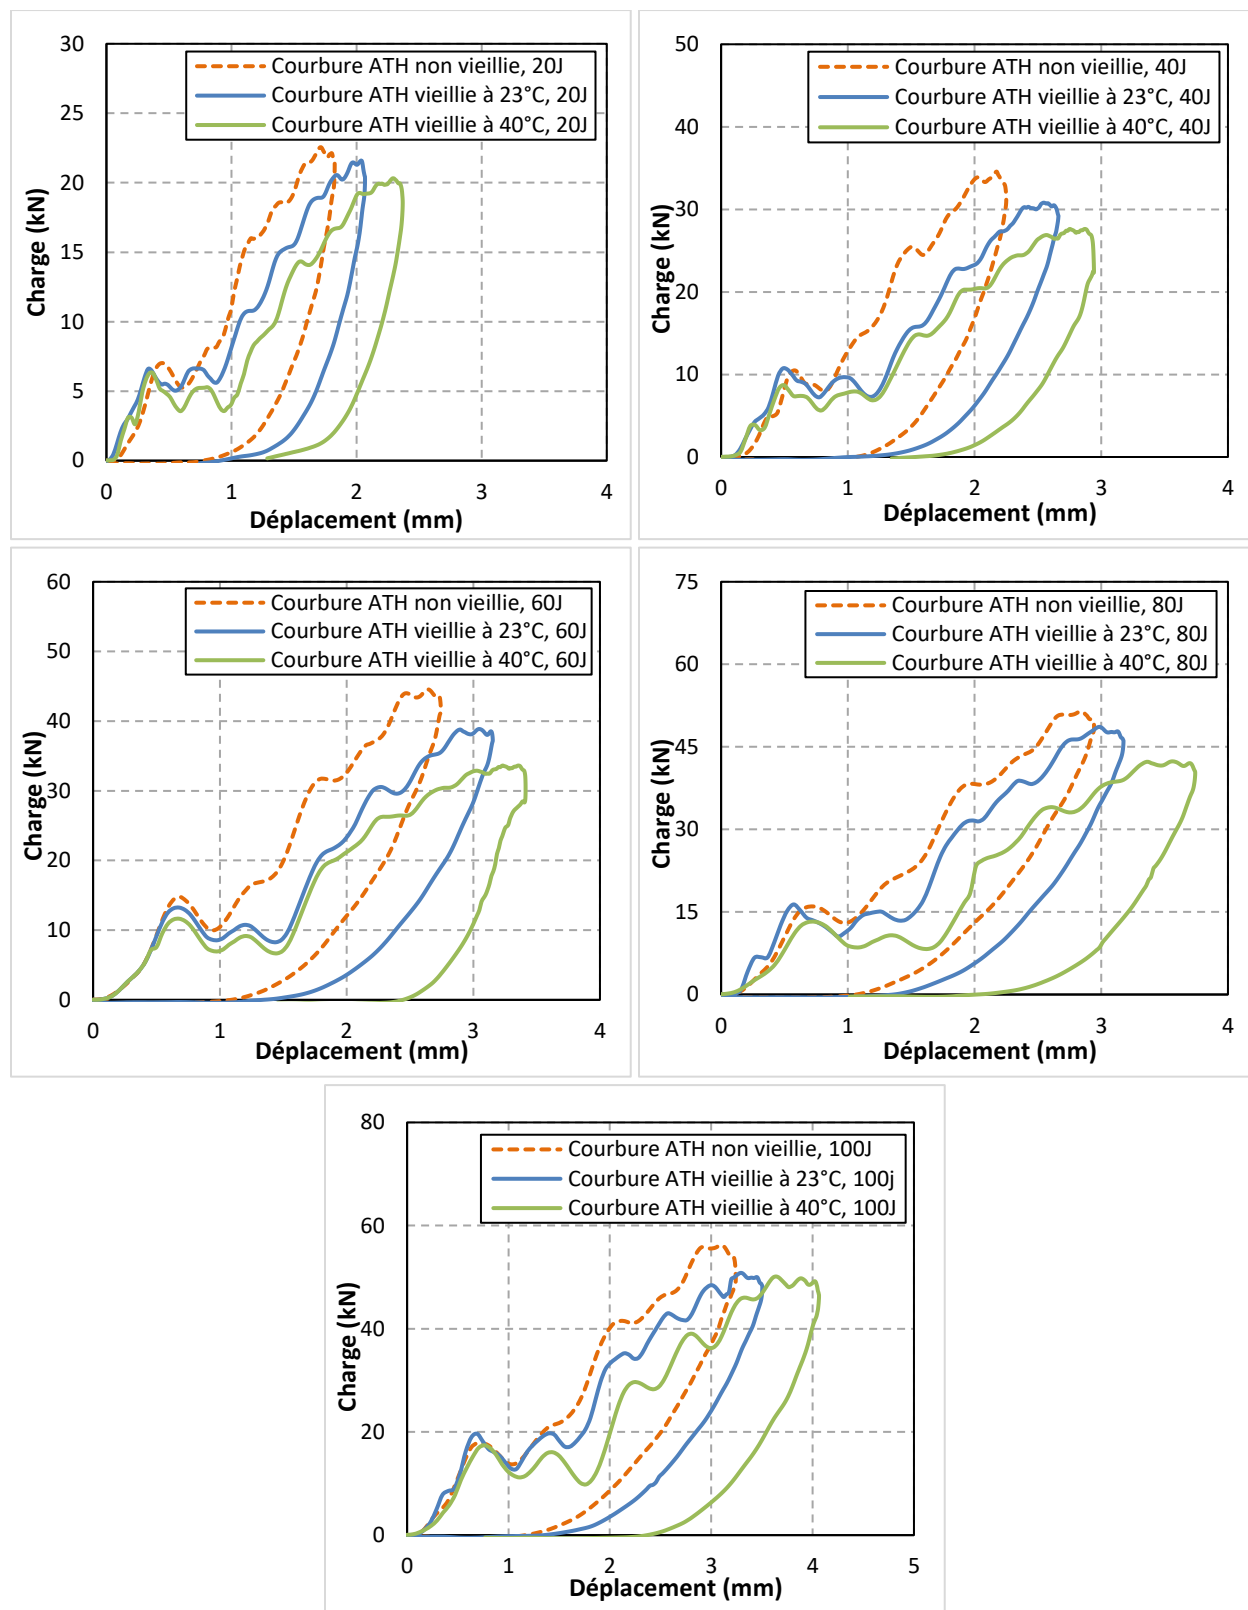 30
25
20
15
10
5
0
0 1 2 3 4
Charge (kN)
Déplacement (mm)
Courbure ATH non vieillie, 20J
Courbure ATH vieillie à 23°C, 20J
Courbure ATH vieillie à 40°C, 20J
50
40
30
20
10
0
0 1 2 3 4
Charge (kN)
Déplacement (mm)
Courbure ATH non vieillie, 40J
Courbure ATH vieillie à 23°C, 40J
Courbure ATH vieillie à 40°C, 40J
60
50
40
30
20
10
0
0 1 2 3 4
Charge (kN)
Déplacement (mm)
Courbure ATH non vieillie, 60J
Courbure ATH vieillie à 23°C, 60J
Courbure ATH vieillie à 40°C, 60J
75
60
45
30
15
0
0 1 2 3 4
Charge (kN)
Déplacement (mm)
Courbure ATH non vieillie, 80J
Courbure ATH vieillie à 23°C, 80J
Courbure ATH vieillie à 40°C, 80J
80
60
40
20
0
0 1 2 3 4 5
Charge (kN)
Déplacement (mm)
Courbure ATH non vieillie, 100J
Courbure ATH vieillie à 23°C, 100j
Courbure ATH vieillie à 40°C, 100J